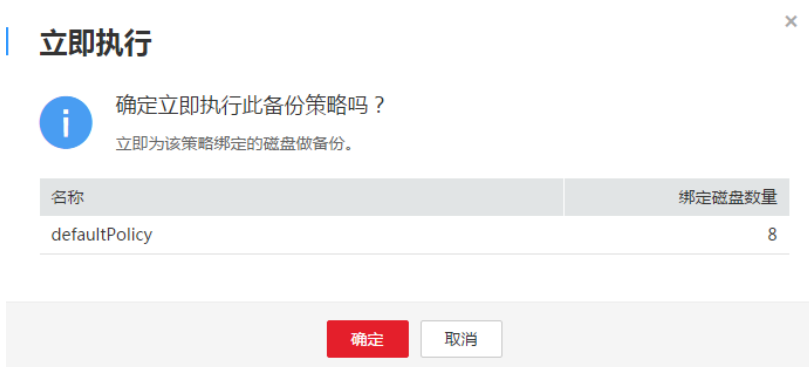 ×
立即执行
i
确定立即执行此备份策略吗？
立即为该策略绑定的磁盘做备份。
名称 绑定磁盘数量
defaultPolicy 8
确定 取消